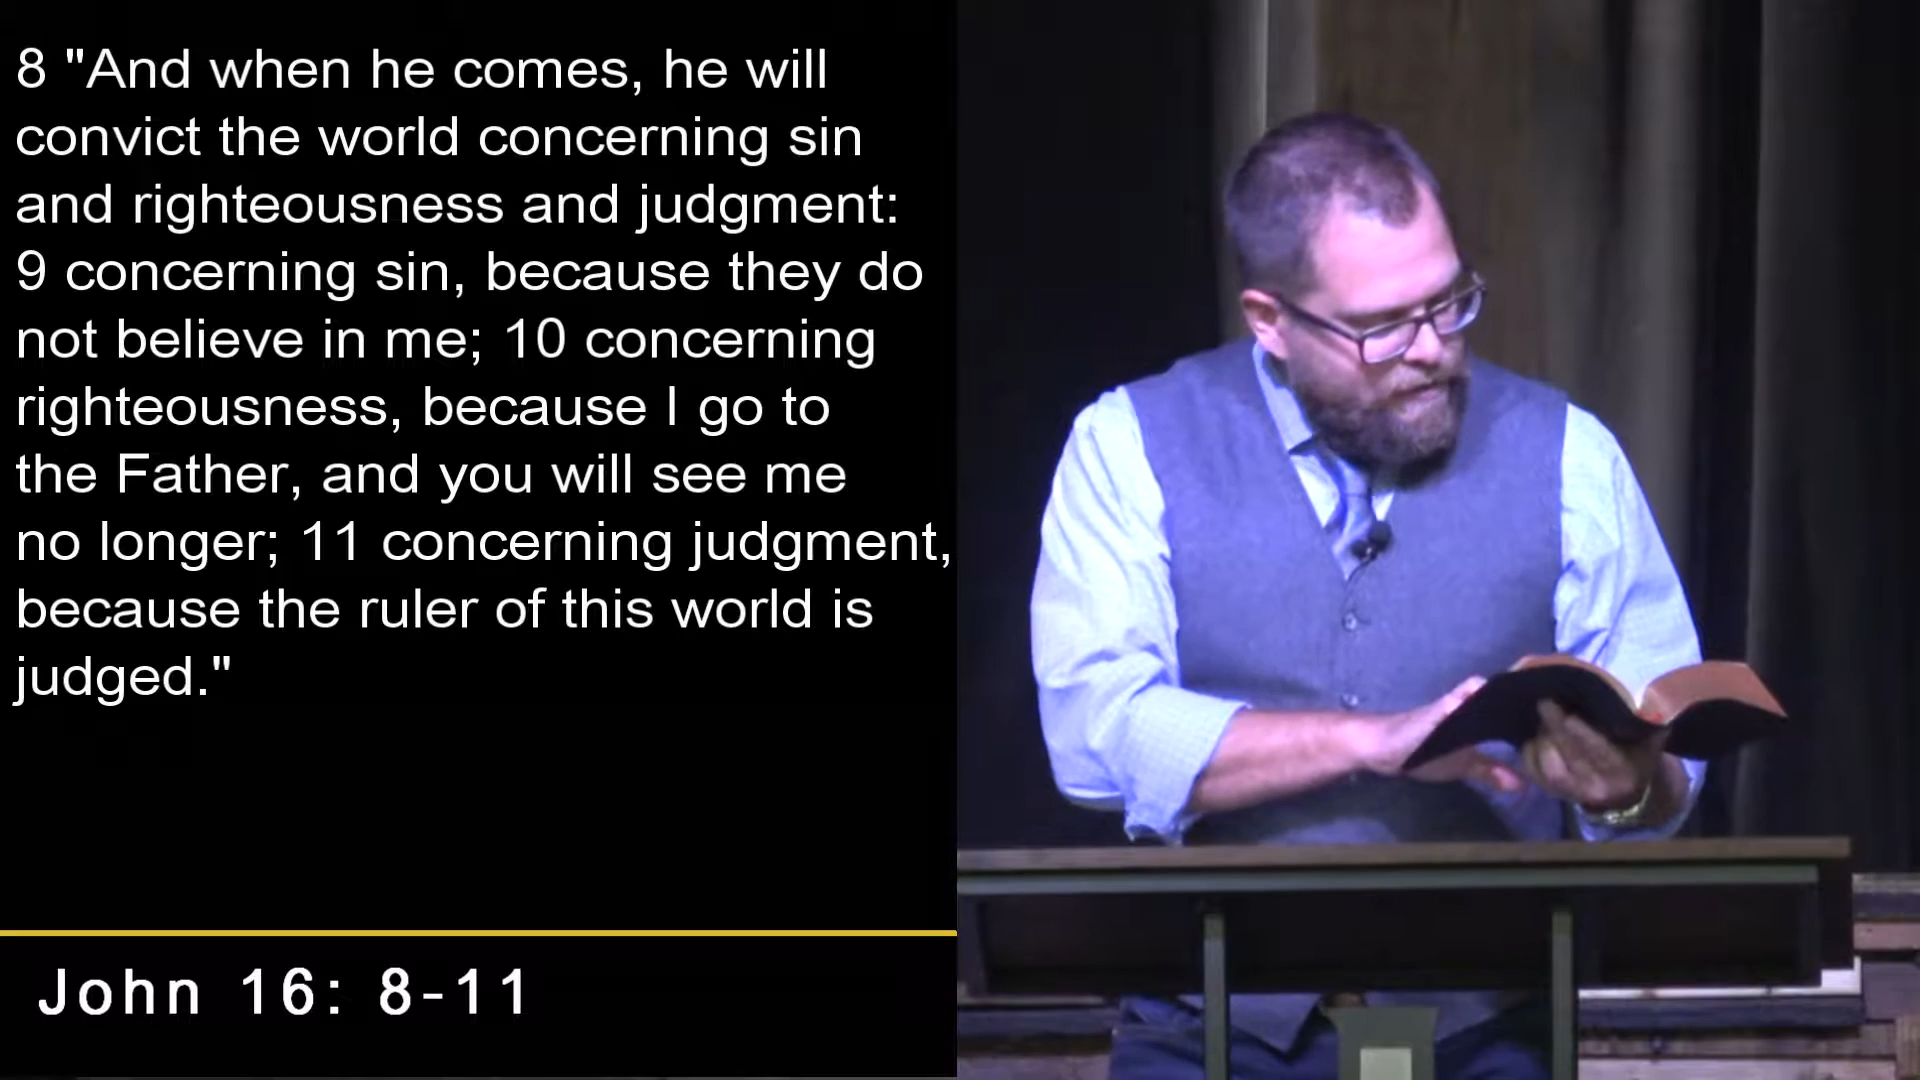 8 "And when he comes, he will
convict the world concerning sin
and righteousness and judgment:
9 concerning sin, because they do
not believe in me; 10 concerning
righteousness, because I go to
the Father, and you will see me
no longer; 11 concerning judgment,
because the ruler of this world is
judged."
John 16: 8-11